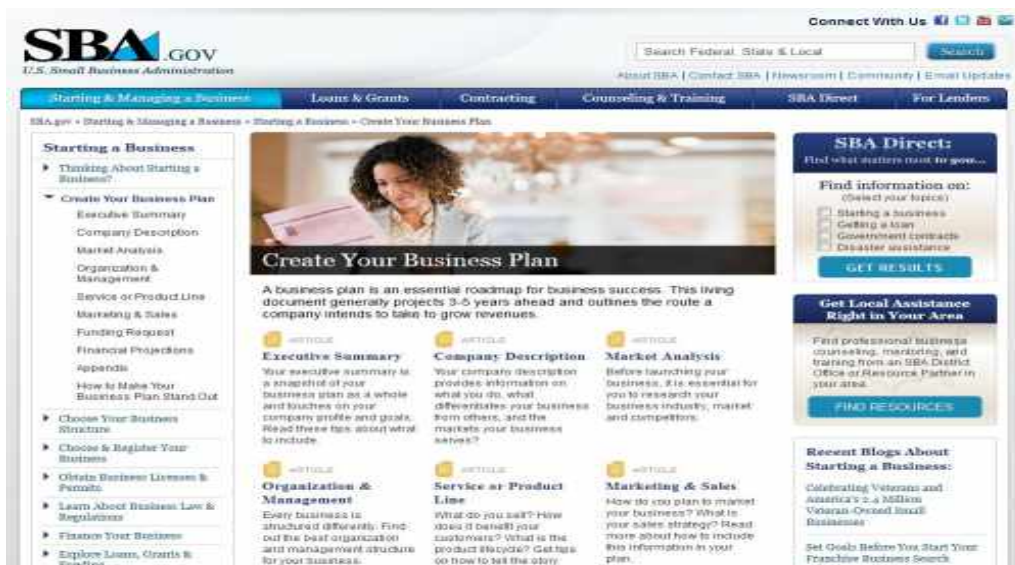 Connect With Us
SBA.GOV
U.S. Small Business Administration
Search Federal, State & Local
Search
About SBA | Contact SBA | Newsroom | Community | Email Updates
Starting & Managing a Business
Loans & Grants
Contracting
Counseling & Training
SBA Direct
For Lenders
SBA.gov » Starting & Managing a Business » Starting a Business » Create Your Business Plan
Starting a Business
Thinking About Starting a
Business?
Create Your Business Plan
Executive Summary
Company Description
Market Analysis
Organization &
Management
Service or Product Line
Marketing & Sales
Funding Request
Financial Projections
Appendix
How to Make Your
Business Plan Stand Out
Choose Your Business
Structure
Choose & Register Your
Business
Obtain Business Licenses &
Permits
Learn About Business Law &
Regulations
Finance Your Business
Explore Loans, Grants &
Funding
Create Your Business Plan
A business plan is an essential roadmap for business success. This living
document generally projects 3-5 years ahead and outlines the route a
company intends to take to grow revenues.
ARTICLE
Executive Summary
Your executive summary is
a snapshot of your
business plan as a whole
and touches on your
company profile and goals.
Read these tips about what
to include.
ARTICLE
Company Description
Your company description
provides information on
what you do, what
differentiates your business
from others, and the
markets your business
serves?
ARTICLE
Market Analysis
Before launching your
business, it is essential for
you to research your
business industry, market
and competitors.
ARTICLE
Organization &
Management
Every business is
structured differently. Find
out the best organization
and management structure
for your business.
ARTICLE
Service or Product
Line
What do you sell? How
does it benefit your
customers? What is the
product lifecycle? Get tips
on how to tell the story
ARTICLE
Marketing & Sales
How do you plan to market
your business? What is
your sales strategy? Read
more about how to include
this information in your
plan.
SBA Direct:
Find what matters most to you...
Find information on:
(Select your topics)
Starting a business
Getting a loan
Government contracts
Disaster assistance
GET RESULTS
Get Local Assistance
Right in Your Area
Find professional business
counseling, mentoring, and
training from an SBA District
Office or Resource Partner in
your area.
FIND RESOURCES
Recent Blogs About
Starting a Business:
Celebrating Veterans and
America's 2.4 Million
Veteran-Owned Small
Businesses
Set Goals Before You Start Your
Franchise Business Search